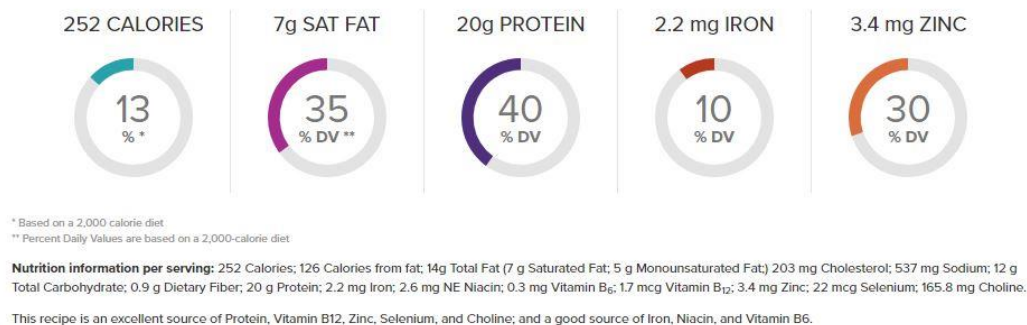 252 CALORIES
7g SAT FAT
20g PROTEIN
2.2 mg IRON
3.4 mg ZINC
13
% *
35
% DV **
40
% DV
10
% DV
30
% DV
* Based on a 2,000 calorie diet
** Percent Daily Values are based on a 2,000-calorie diet
Nutrition information per serving: 252 Calories; 126 Calories from fat; 14g Total Fat (7 g Saturated Fat; 5 g Monounsaturated Fat;) 203 mg Cholesterol; 537 mg Sodium; 12 g
Total Carbohydrate; 0.9 g Dietary Fiber; 20 g Protein; 2.2 mg Iron; 2.6 mg NE Niacin; 0.3 mg Vitamin B₆; 1.7 mcg Vitamin B₁₂; 3.4 mg Zinc; 22 mcg Selenium; 165.8 mg Choline.
This recipe is an excellent source of Protein, Vitamin B12, Zinc, Selenium, and Choline; and a good source of Iron, Niacin, and Vitamin B6.